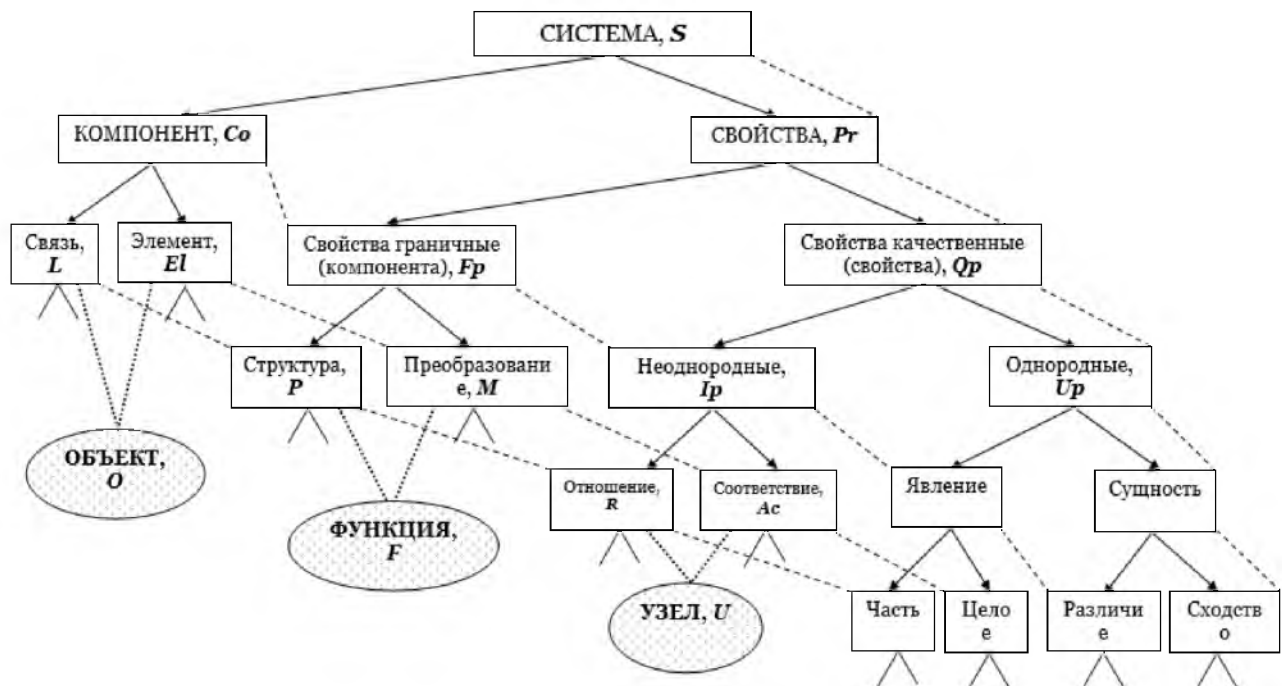 СИСТЕМА, S
КОМПОНЕНТ, Co
СВОЙСТВА, Pr
Связь,
L
Элемент,
El
Свойства граничные
(компонента), Fp
Свойства качественные
(свойства), Qp
Структура,
P
Преобразовани
е, M
Неоднородные,
Ip
Однородные,
Up
ОБЪЕКТ,
O
ФУНКЦИЯ,
F
Отношение,
R
Соответствие,
Ac
Явление
Сущность
УЗЕЛ, U
Часть
Цело
е
Различи
е
Сходств
о